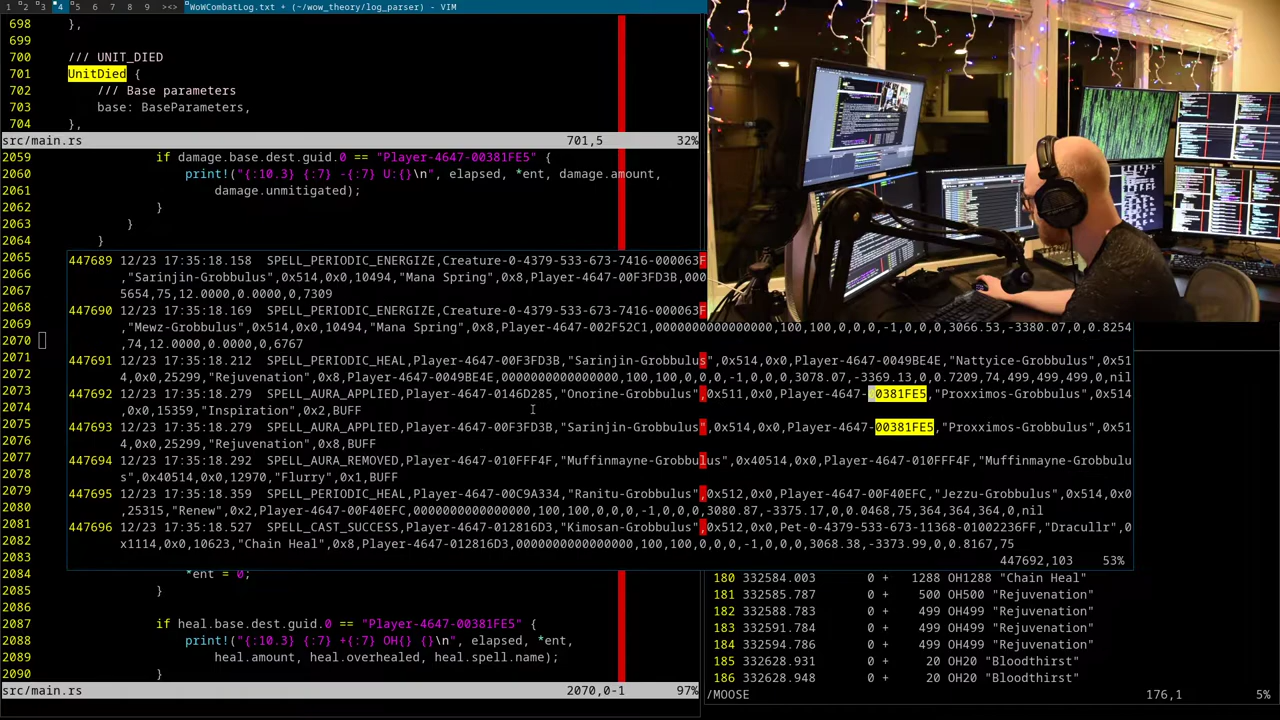 1 2 3 4 5 6 7 8 9 ><> WoWCombatLog.txt + (~/wow_theory/log_parser) - VIM
698 },
699
700 /// UNIT_DIED
701 UnitDied {
702 /// Base parameters
703 base: BaseParameters,
704 },
src/main.rs 701,5 32%
2059 if damage.base.dest.guid.0 == "Player-4647-00381FE5" {
2060 print!("{:10.3} {:7} -{:7} U:{}\n", elapsed, *ent, damage.amount,
2061 damage.unmitigated);
2062 }
2063 }
2064 }
2065
2066
2067
2068
2069
2070
2071
2072
2073
2074
2075
2076
2077
2078
2079
2080
2081
2082
2083
447689 12/23 17:35:18.158 SPELL_PERIODIC_ENERGIZE,Creature-0-4379-533-673-7416-000063F
,"Sarinjin-Grobbulus",0x514,0x0,10494,"Mana Spring",0x8,Player-4647-00F3FD3B,000
5654,75,12.0000,0.0000,0,7309
447690 12/23 17:35:18.169 SPELL_PERIODIC_ENERGIZE,Creature-0-4379-533-673-7416-000063F
,"Mewz-Grobbulus",0x514,0x0,10494,"Mana Spring",0x8,Player-4647-002F52C1,0000000000000000,100,100,0,0,0,-1,0,0,0,3066.53,-3380.07,0,0.8254
,74,12.0000,0.0000,0,6767
447691 12/23 17:35:18.212 SPELL_PERIODIC_HEAL,Player-4647-00F3FD3B,"Sarinjin-Grobbulus",0x514,0x0,Player-4647-0049BE4E,"Nattyice-Grobbulus",0x51
4,0x0,25299,"Rejuvenation",0x8,Player-4647-0049BE4E,0000000000000000,100,100,0,0,0,-1,0,0,0,3078.07,-3369.13,0,0.7209,74,499,499,499,0,nil
447692 12/23 17:35:18.279 SPELL_AURA_APPLIED,Player-4647-0146D285,"Onorine-Grobbulus",0x511,0x0,Player-4647-00381FE5,"Proxximos-Grobbulus",0x514
,0x0,15359,"Inspiration",0x2,BUFF
447693 12/23 17:35:18.279 SPELL_AURA_APPLIED,Player-4647-00F3FD3B,"Sarinjin-Grobbulus",0x514,0x0,Player-4647-00381FE5,"Proxximos-Grobbulus",0x51
4,0x0,25299,"Rejuvenation",0x8,BUFF
447694 12/23 17:35:18.292 SPELL_AURA_REMOVED,Player-4647-010FFF4F,"Muffinmayne-Grobbulus",0x40514,0x0,Player-4647-010FFF4F,"Muffinmayne-Grobbulus
",0x40514,0x0,12970,"Flurry",0x1,BUFF
447695 12/23 17:35:18.359 SPELL_PERIODIC_HEAL,Player-4647-00C9A334,"Ranitu-Grobbulus",0x512,0x0,Player-4647-00F40EFC,"Jezzu-Grobbulus",0x514,0x0
,25315,"Renew",0x2,Player-4647-00F40EFC,0000000000000000,100,100,0,0,0,-1,0,0,0,3080.87,-3375.17,0,0.0468,75,364,364,364,0,nil
447696 12/23 17:35:18.527 SPELL_CAST_SUCCESS,Player-4647-012816D3,"Kimosan-Grobbulus",0x512,0x0,Pet-0-4379-533-673-11368-01002236FF,"Dracullr",0
x1114,0x0,10623,"Chain Heal",0x8,Player-4647-012816D3,0000000000000000,100,100,0,0,0,-1,0,0,0,3068.38,-3373.99,0,0.8167,75
447692,103 53%
2084 *ent = 0;
2085 }
2086
2087 if heal.base.dest.guid.0 == "Player-4647-00381FE5" {
2088 print!("{:10.3} {:7} +{:7} OH{} {}\n", elapsed, *ent,
2089 heal.amount, heal.overhealed, heal.spell.name);
2090 }
src/main.rs 2070,0-1 97%
180 332584.003 0 + 1288 OH1288 "Chain Heal"
181 332585.787 0 + 500 OH500 "Rejuvenation"
182 332588.783 0 + 499 OH499 "Rejuvenation"
183 332591.784 0 + 499 OH499 "Rejuvenation"
184 332594.786 0 + 499 OH499 "Rejuvenation"
185 332628.931 0 + 20 OH20 "Bloodthirst"
186 332628.948 0 + 20 OH20 "Bloodthirst"
/MOOSE 176,1 5%